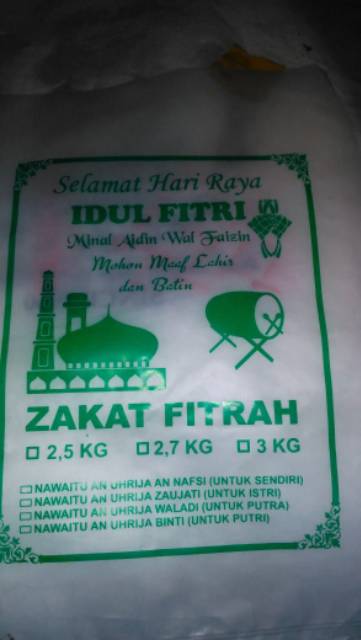 Selamat Hari Raya
IDUL FITRI
Minal Aidin Wal Faizin
Mohon Maaf Lahir
dan Batin
ZAKAT FITRAH
2,5 KG 2,7 KG 3 KG
NAWAITU AN UHRIJA AN NAFSI (UNTUK SENDIRI)
NAWAITU AN UHRIJA ZAUJATI (UNTUK ISTRI)
NAWAITU AN UHRIJA WALADI (UNTUK PUTRA)
NAWAITU AN UHRIJA BINTI (UNTUK PUTRI)